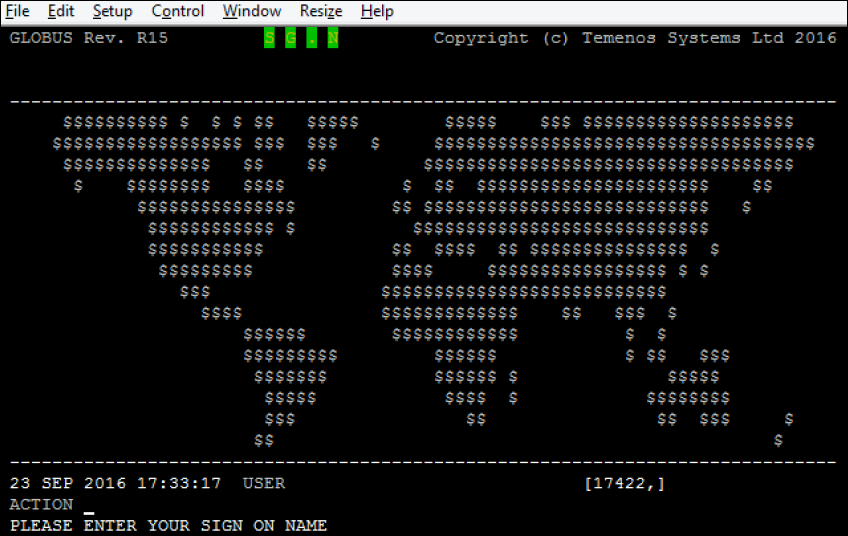 File Edit Setup Control Window Resize Help
GLOBUS Rev. R15         S G . N         Copyright (c) Temenos Systems Ltd 2016
------------------------------------------------------------------------------
     $$$$$$$$$$ $  $ $ $$   $$$$$        $$$$$    $$$ $$$$$$$$$$$$$$$$$$$$
    $$$$$$$$$$$$$$$$$$ $$$  $$$   $     $$$$$$$$$$$$$$$$$$$$$$$$$$$$$$$$$$$$
     $$$$$$$$$$$$$$   $$    $$         $$$$$$$$$$$$$$$$$$$$$$$$$$$$$$$$$$$
      $    $$$$$$$$   $$$$           $  $$  $$$$$$$$$$$$$$$$$$$$$$    $$
            $$$$$$$$$$$$$$$         $$ $$$$$$$$$$$$$$$$$$$$$$$$$$$   $
             $$$$$$$$$$$$ $           $$$$$$$$$$$$$$$$$$$$$$$$$$$$
             $$$$$$$$$$$            $$  $$$$  $$ $$$$$$$$$$$$$$$  $
              $$$$$$$$$             $$$$     $$$$$$$$$$$$$$$$$ $ $
                $$$                $$$$$$$$$$$$$$$$$$$$$$$$$$$
                  $$$$             $$$$$$$$$$$$$    $$   $$$  $
                      $$$$$$        $$$$$$$$$$$$          $  $
                      $$$$$$$$$         $$$$$$            $ $$   $$$
                       $$$$$$$          $$$$$$ $              $$$$$
                        $$$$$            $$$$  $            $$$$$$$$
                        $$$                $$                $$  $$$     $
                       $$                                               $
------------------------------------------------------------------------------
23 SEP 2016 17:33:17  USER                            [17422,]
ACTION _
PLEASE ENTER YOUR SIGN ON NAME